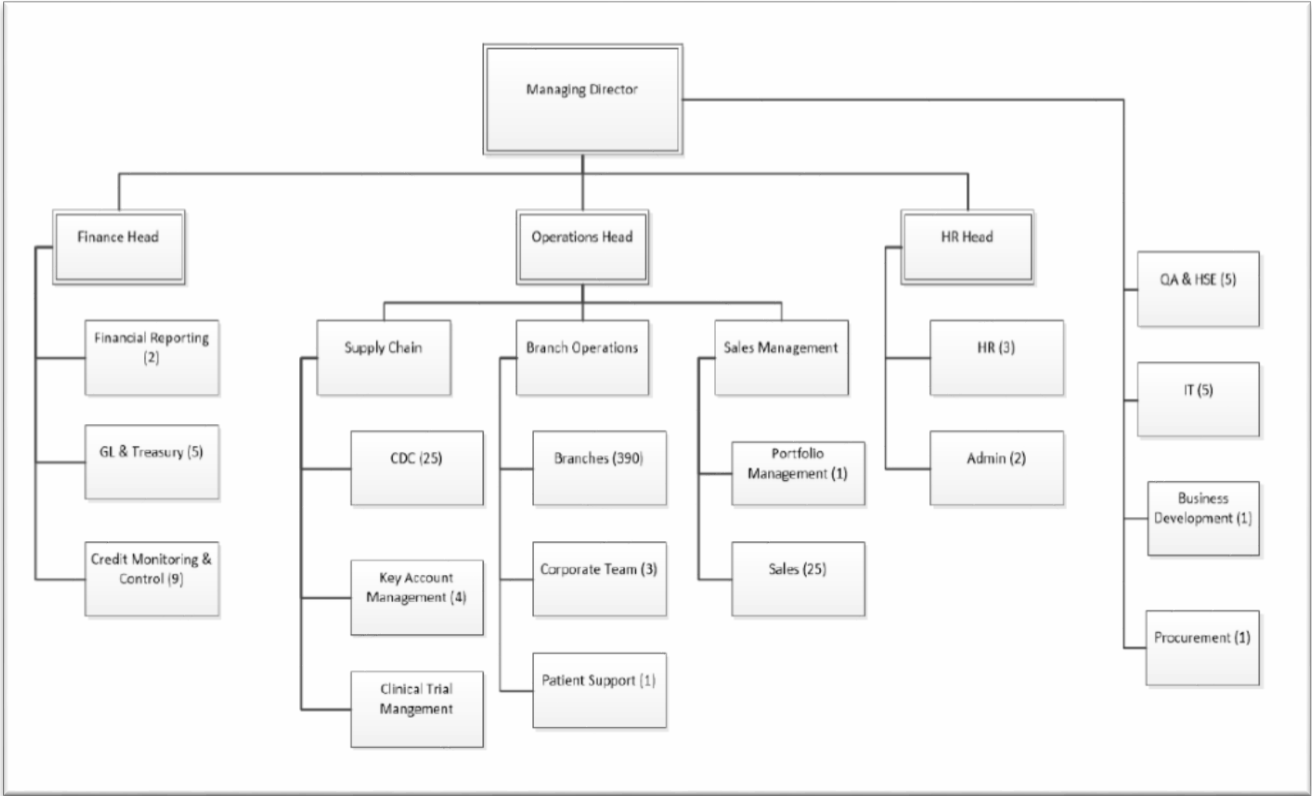 Managing Director
Finance Head
Operations Head
HR Head
QA & HSE (5)
Financial Reporting
(2)
Supply Chain
Branch Operations
Sales Management
HR (3)
IT (5)
GL & Treasury (5)
CDC (25)
Branches (390)
Portfolio
Management (1)
Admin (2)
Business
Development (1)
Credit Monitoring &
Control (9)
Key Account
Management (4)
Corporate Team (3)
Sales (25)
Procurement (1)
Clinical Trial
Mangement
Patient Support (1)